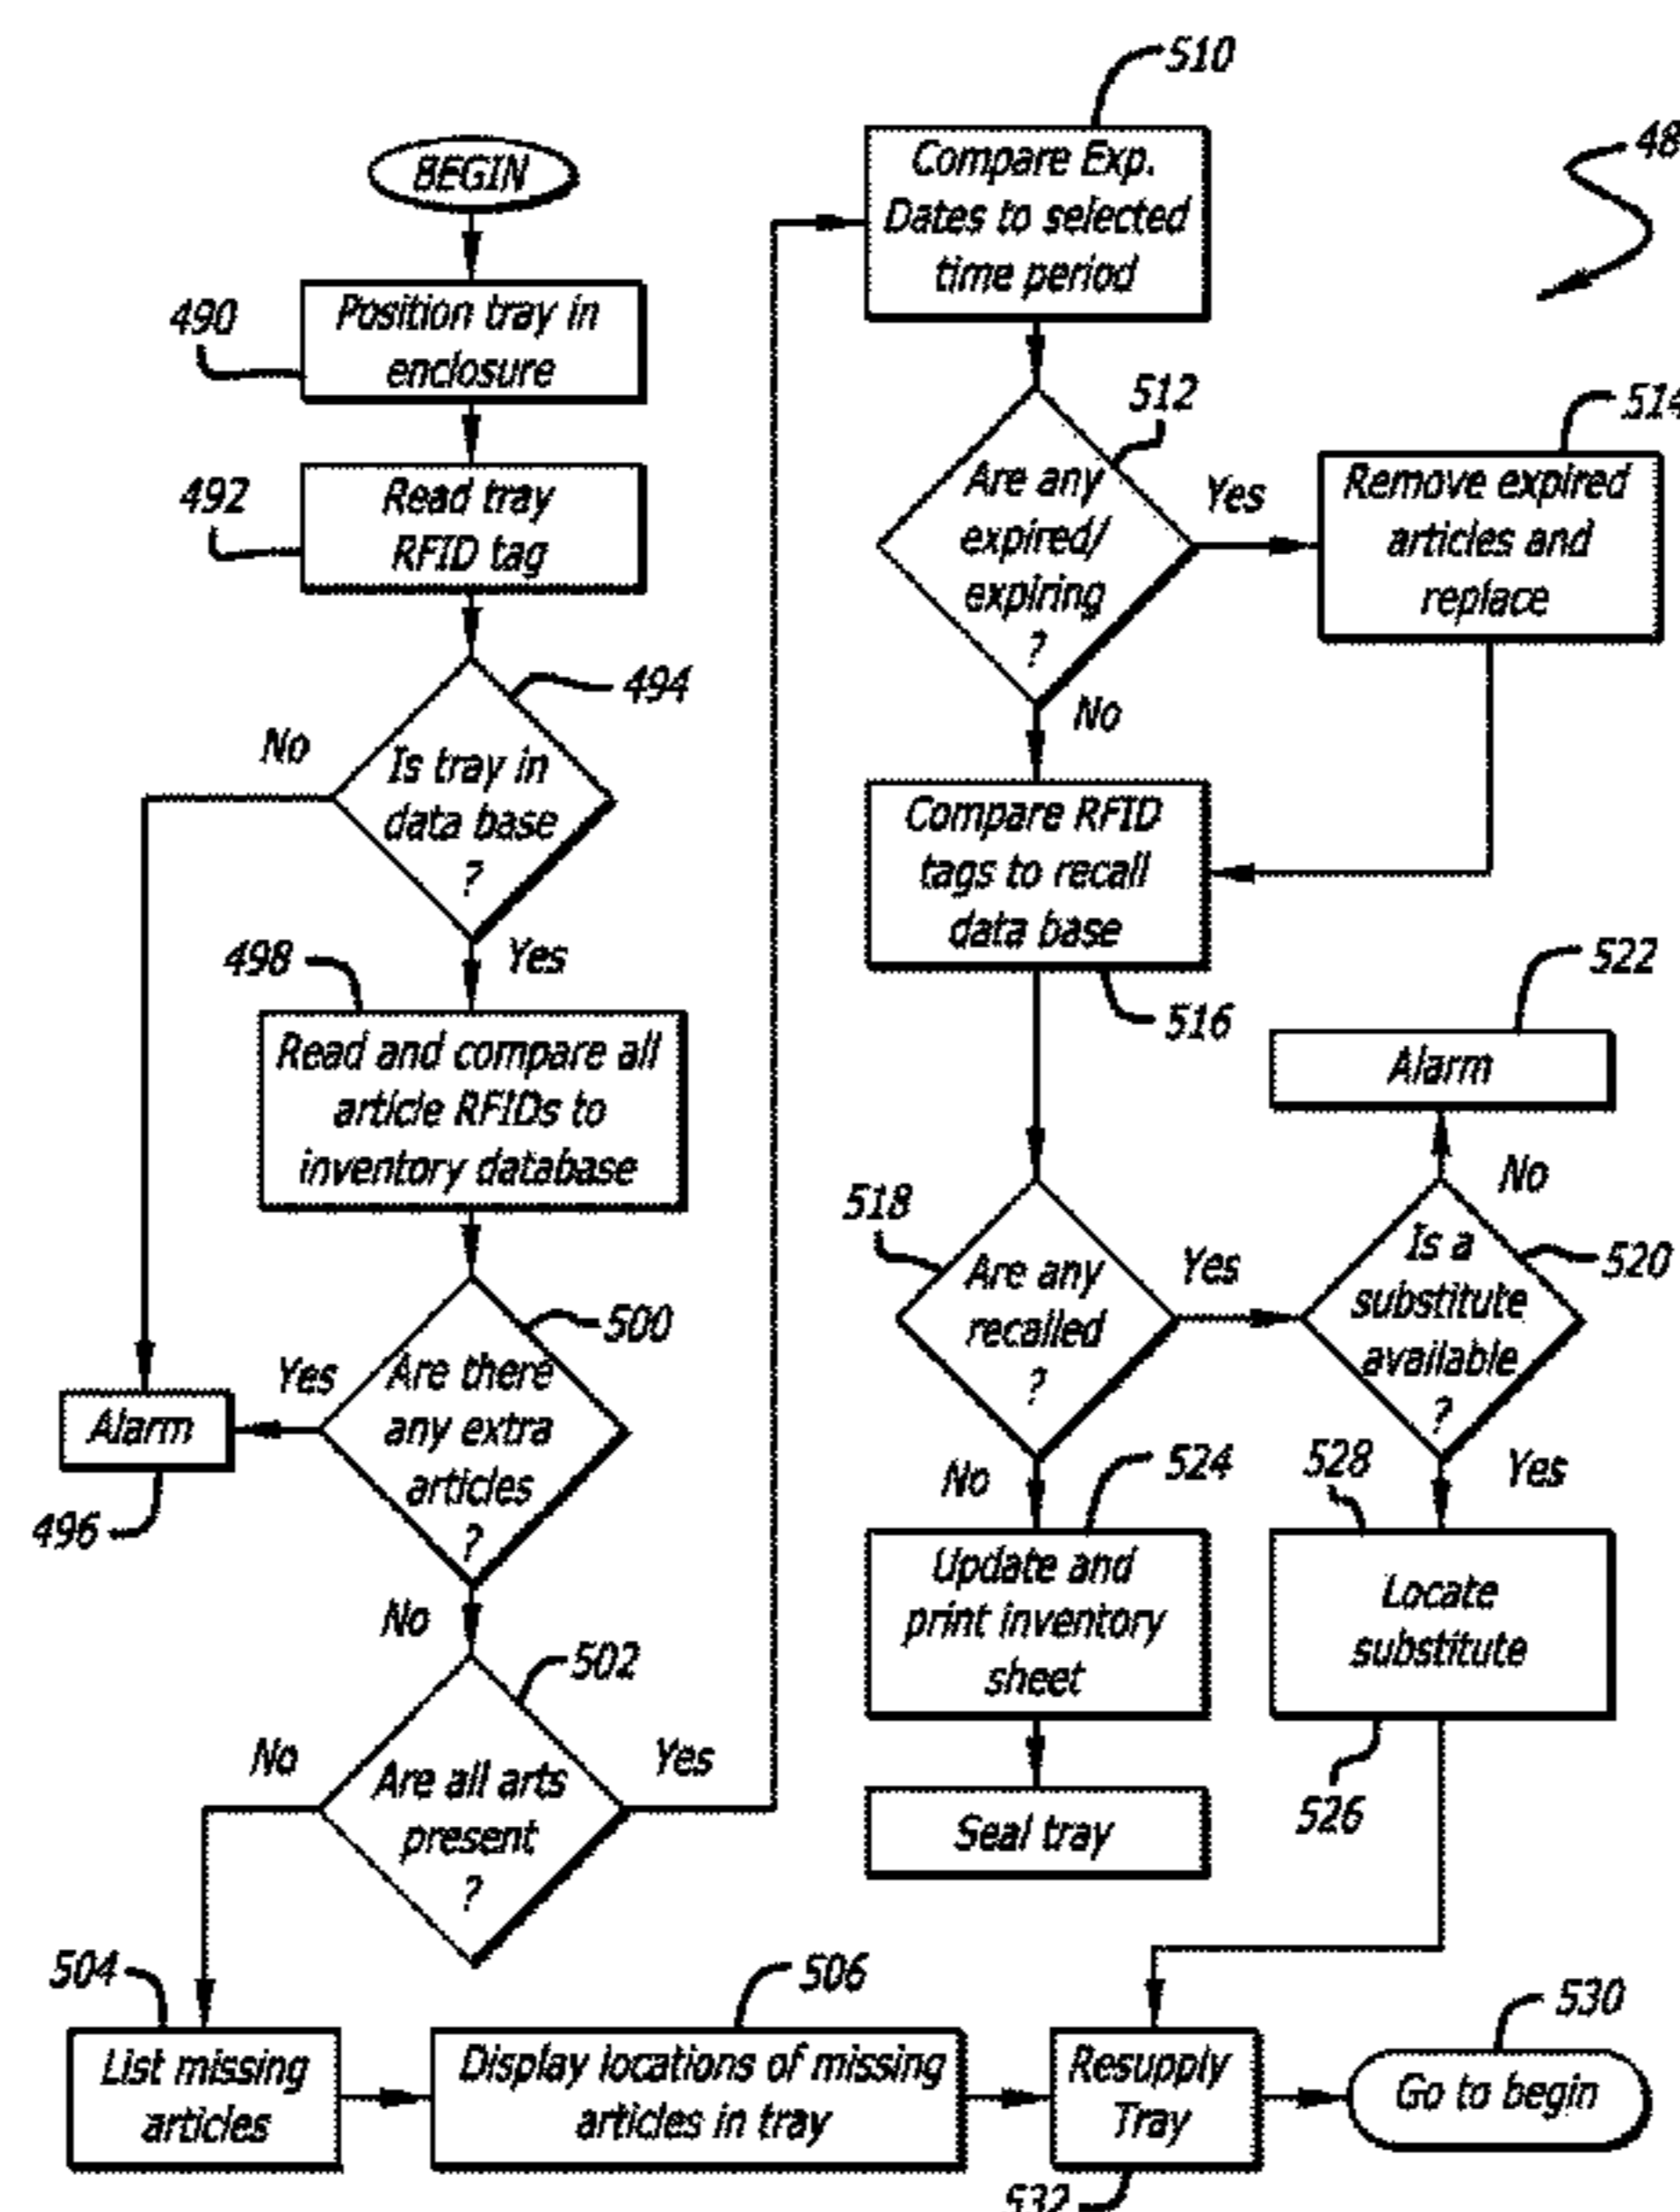 BEGIN
490
Position tray in
enclosure
492
Read tray
RFID tag
494
No
Is tray in
data base
?
Yes
498
Read and compare all
article RFIDs to
inventory database
500
Yes
Are there
any extra
articles
?
Alarm
496
No
502
No
Are all arts
present
?
Yes
504
List missing
articles
506
Display locations of missing
articles in tray
510
Compare Exp.
Dates to selected
time period
48
512
Are any
expired/
expiring
?
Yes
514
Remove expired
articles and
replace
No
Compare RFID
tags to recall
data base
516
522
Alarm
No
518
Are any
recalled
?
Yes
Is a
substitute
available
?
520
No
524
Update and
print inventory
sheet
Seal tray
528
Yes
Locate
substitute
526
Resupply
Tray
532
530
Go to begin